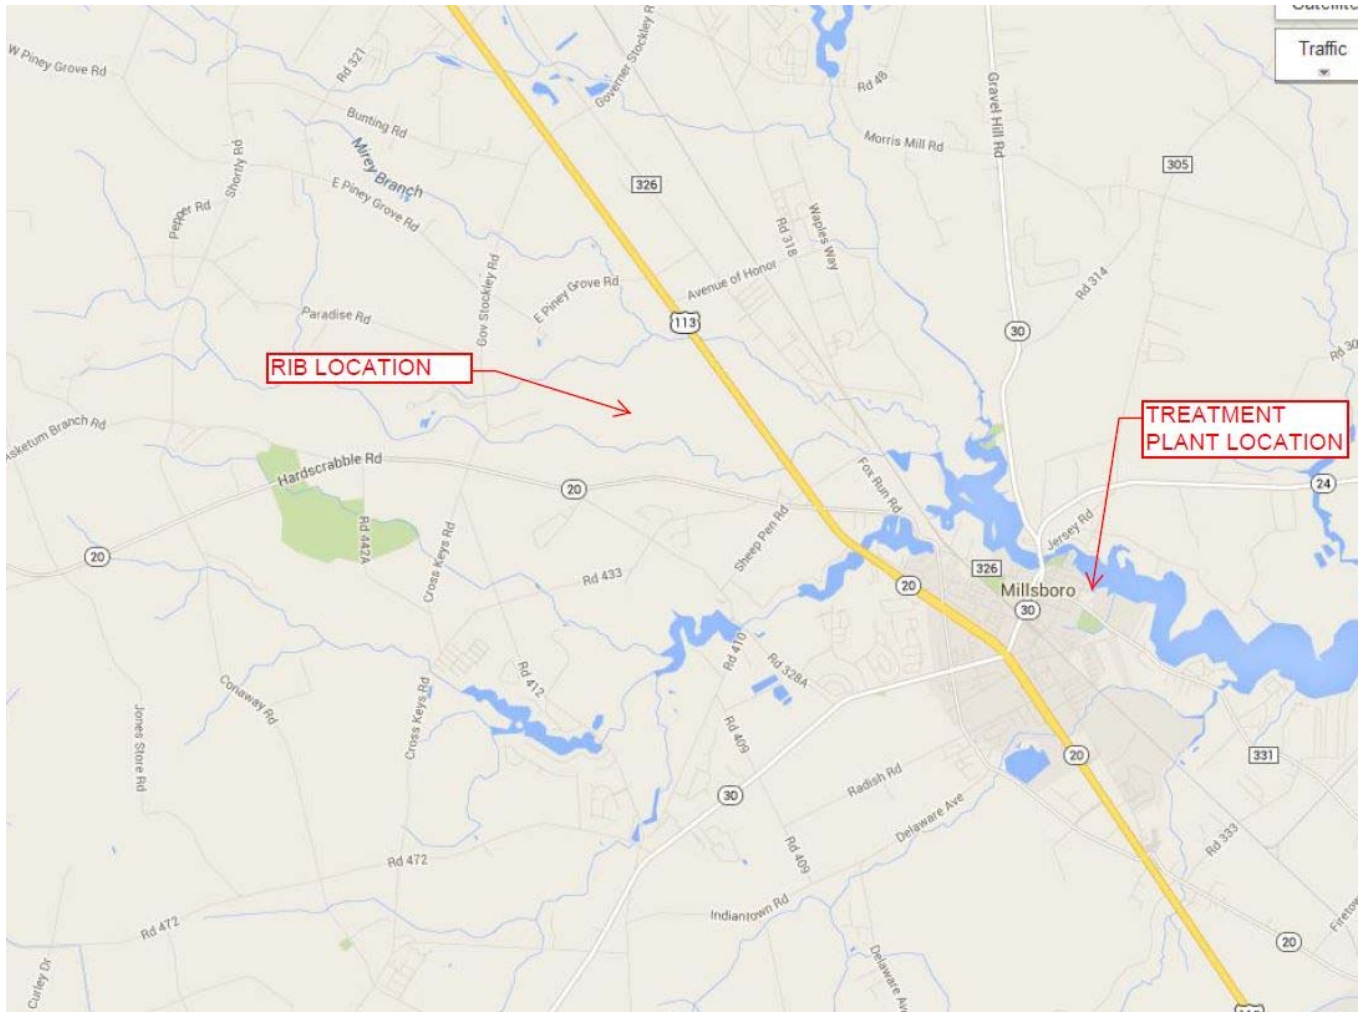 Traffic
W Piney Grove Rd
Rd 321
Governer Stockley Rd
Rd 48
Gravel Hill Rd
Bunting Rd
Morris Mill Rd
Mirey Branch
Shortly Rd
305
326
E Piney Grove Rd
Pepper Rd
Waples Way
Rd 318
Avenue of Honor
Gov Stockley Rd
E Piney Grove Rd
Rd 314
Paradise Rd
113
30
RIB LOCATION
TREATMENT
PLANT LOCATION
Asketum Branch Rd
Hardscrabble Rd
20
Fox Run Rd
24
Sheep Pen Rd
Jersey Rd
Rd 442A
Cross Keys Rd
20
Rd 433
326
20
Millsboro
30
Rd 410
Rd 328A
Rd 412
Conaway Rd
Cross Keys Rd
Jones Store Rd
Rd 409
20
331
Radish Rd
30
Delaware Ave
Rd 333
Rd 472
Rd 409
Indiantown Rd
Rd 472
20
Curley Dr
Delaware Ave